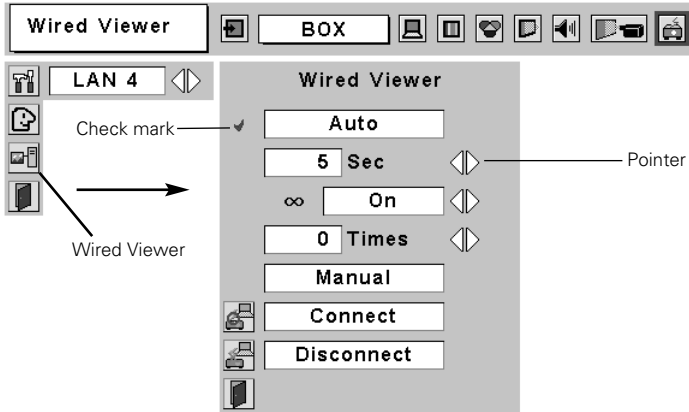 Wired Viewer
BOX
LAN 4
Wired Viewer
Check mark
Auto
5 Sec
Pointer
∞ On
0 Times
Wired Viewer
Manual
Connect
Disconnect